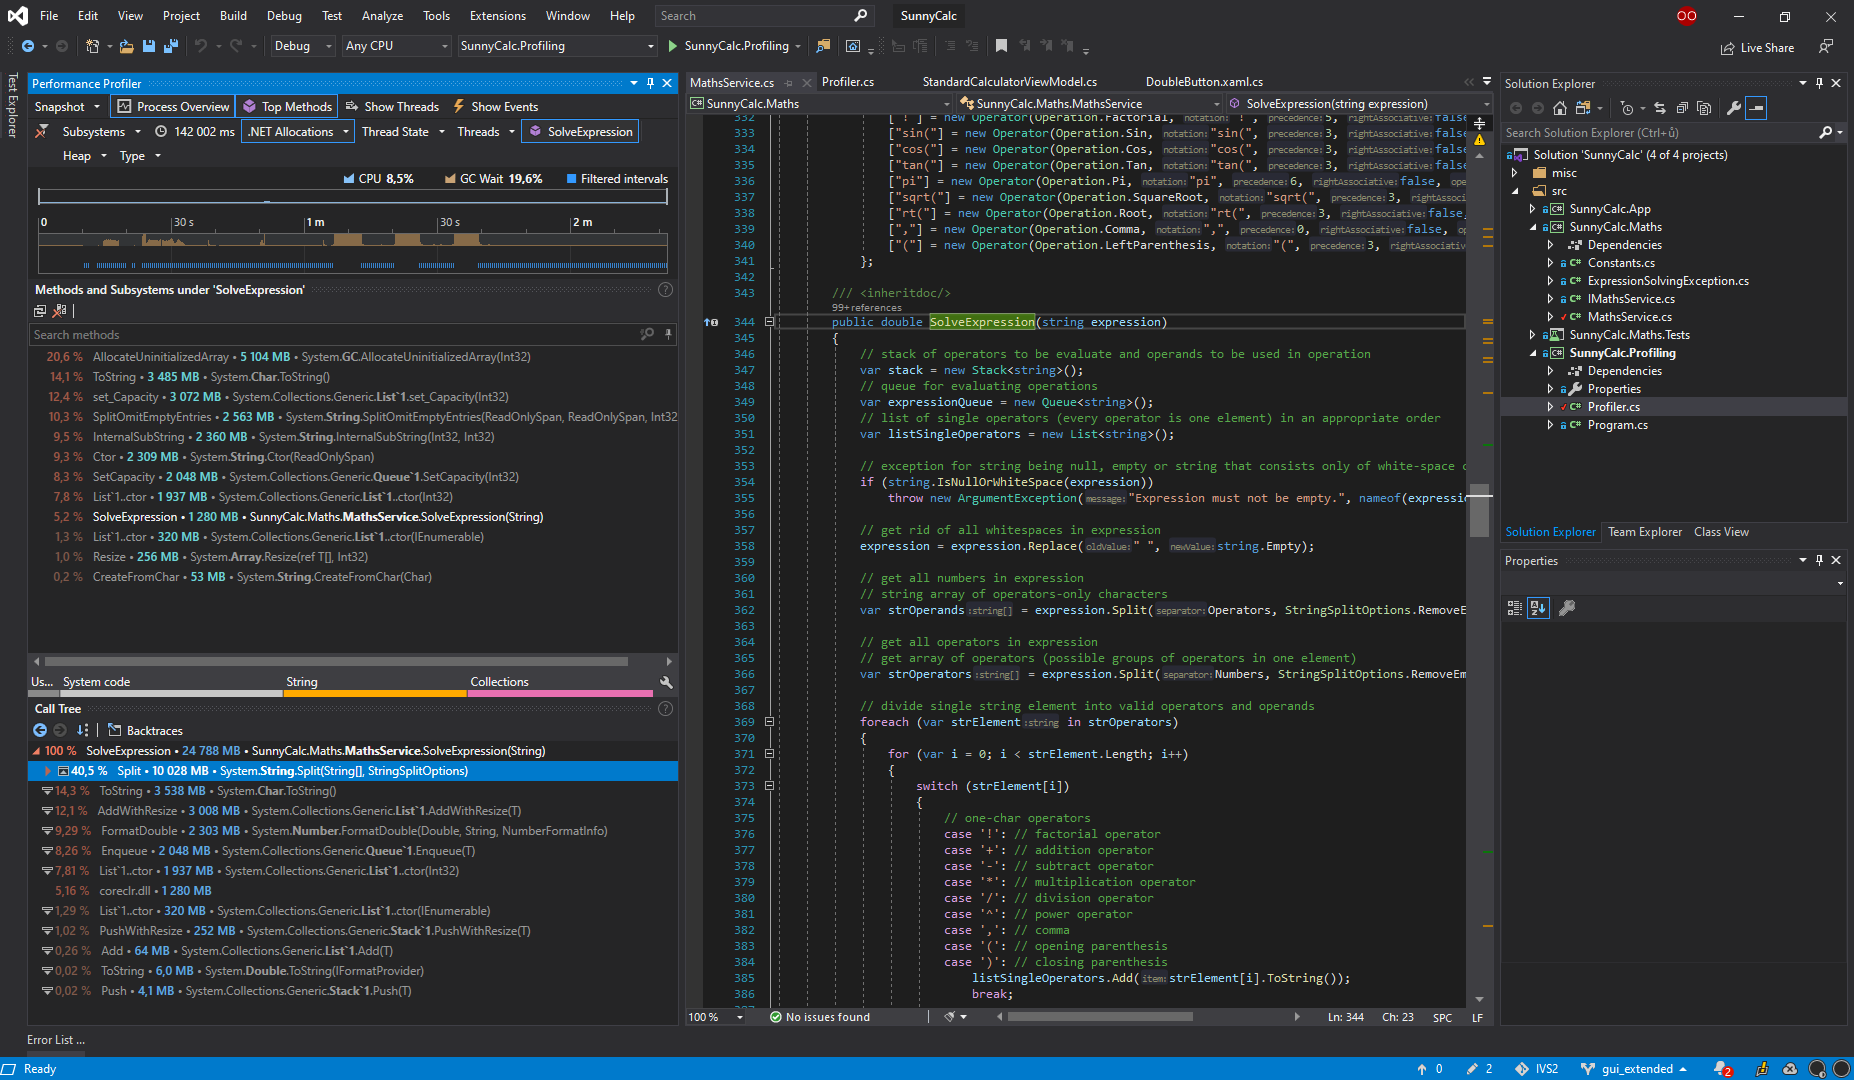 File Edit View Project Build Debug Test Analyze Tools Extensions Window Help Search SunnyCalc
Debug Any CPU SunnyCalc.Profiling SunnyCalc.Profiling Live Share
Test Explorer
Performance Profiler
Snapshot Process Overview Top Methods Show Threads Show Events
Subsystems 142 002 ms .NET Allocations Thread State Threads SolveExpression
Heap Type
CPU 8,5% GC Wait 19,6% Filtered intervals
0 30 s 1 m 30 s 2 m
Methods and Subsystems under 'SolveExpression'
Search methods
20,6 % AllocateUninitializedArray • 5 104 MB • System.GC.AllocateUninitializedArray(Int32)
14,1 % ToString • 3 485 MB • System.Char.ToString()
12,4 % set_Capacity • 3 072 MB • System.Collections.Generic.List`1.set_Capacity(Int32)
10,3 % SplitOmitEmptyEntries • 2 563 MB • System.String.SplitOmitEmptyEntries(ReadOnlySpan, ReadOnlySpan, Int32
9,5 % InternalSubString • 2 360 MB • System.String.InternalSubString(Int32, Int32)
9,3 % Ctor • 2 309 MB • System.String.Ctor(ReadOnlySpan)
8,3 % SetCapacity • 2 048 MB • System.Collections.Generic.Queue`1.SetCapacity(Int32)
7,8 % List`1..ctor • 1 937 MB • System.Collections.Generic.List`1..ctor(Int32)
5,2 % SolveExpression • 1 280 MB • SunnyCalc.Maths.MathsService.SolveExpression(String)
1,3 % List`1..ctor • 320 MB • System.Collections.Generic.List`1..ctor(IEnumerable)
1,0 % Resize • 256 MB • System.Array.Resize(ref T[], Int32)
0,2 % CreateFromChar • 53 MB • System.String.CreateFromChar(Char)
Us... System code String Collections
Call Tree
Backtraces
100 % SolveExpression • 24 788 MB • SunnyCalc.Maths.MathsService.SolveExpression(String)
40,5 % Split • 10 028 MB • System.String.Split(String[], StringSplitOptions)
14,3 % ToString • 3 538 MB • System.Char.ToString()
12,1 % AddWithResize • 3 008 MB • System.Collections.Generic.List`1.AddWithResize(T)
9,29 % FormatDouble • 2 303 MB • System.Number.FormatDouble(Double, String, NumberFormatInfo)
8,26 % Enqueue • 2 048 MB • System.Collections.Generic.Queue`1.Enqueue(T)
7,81 % List`1..ctor • 1 937 MB • System.Collections.Generic.List`1..ctor(Int32)
5,16 % coreclr.dll • 1 280 MB
1,29 % List`1..ctor • 320 MB • System.Collections.Generic.List`1..ctor(IEnumerable)
1,02 % PushWithResize • 252 MB • System.Collections.Generic.Stack`1.PushWithResize(T)
0,26 % Add • 64 MB • System.Collections.Generic.List`1.Add(T)
0,02 % ToString • 6,0 MB • System.Double.ToString(IFormatProvider)
0,02 % Push • 4,1 MB • System.Collections.Generic.Stack`1.Push(T)
MathsService.cs Profiler.cs StandardCalculatorViewModel.cs DoubleButton.xaml.cs
SunnyCalc.Maths SunnyCalc.Maths.MathsService SolveExpression(string expression)
332 ["!"] = new Operator(Operation.Factorial, notation: "!", precedence: 5, rightAssociative: false
333 ["sin("] = new Operator(Operation.Sin, notation: "sin(", precedence: 3, rightAssociative: false
334 ["cos("] = new Operator(Operation.Cos, notation: "cos(", precedence: 3, rightAssociative: false
335 ["tan("] = new Operator(Operation.Tan, notation: "tan(", precedence: 3, rightAssociative: false
336 ["pi"] = new Operator(Operation.Pi, notation: "pi", precedence: 6, rightAssociative: false, ope
337 ["sqrt("] = new Operator(Operation.SquareRoot, notation: "sqrt(", precedence: 3, rightAssoci
338 ["rt("] = new Operator(Operation.Root, notation: "rt(", precedence: 3, rightAssociative: false,
339 [","] = new Operator(Operation.Comma, notation: ",", precedence: 0, rightAssociative: false, op
340 ["("] = new Operator(Operation.LeftParenthesis, notation: "(", precedence: 3, rightAssociative
341 };
342
343 /// <inheritdoc/>
99+ references
344 public double SolveExpression(string expression)
345 {
346 // stack of operators to be evaluate and operands to be used in operation
347 var stack = new Stack<string>();
348 // queue for evaluating operations
349 var expressionQueue = new Queue<string>();
350 // list of single operators (every operator is one element) in an appropriate order
351 var listSingleOperators = new List<string>();
352
353 // exception for string being null, empty or string that consists only of white-space c
354 if (string.IsNullOrWhiteSpace(expression))
355 throw new ArgumentException(message: "Expression must not be empty.", nameof(expressio
356
357 // get rid of all whitespaces in expression
358 expression = expression.Replace(oldValue: " ", newValue: string.Empty);
359
360 // get all numbers in expression
361 // string array of operators-only characters
362 var strOperands :string[] = expression.Split(separator: Operators, StringSplitOptions.RemoveE
363
364 // get all operators in expression
365 // get array of operators (possible groups of operators in one element)
366 var strOperators :string[] = expression.Split(separator: Numbers, StringSplitOptions.RemoveEm
367
368 // divide single string element into valid operators and operands
369 foreach (var strElement :string in strOperators)
370 {
371 for (var i = 0; i < strElement.Length; i++)
372 {
373 switch (strElement[i])
374 {
375 // one-char operators
376 case '!': // factorial operator
377 case '+': // addition operator
378 case '-': // subtract operator
379 case '*': // multiplication operator
380 case '/': // division operator
381 case '^': // power operator
382 case ',': // comma
383 case '(': // opening parenthesis
384 case ')': // closing parenthesis
385 listSingleOperators.Add(item: strElement[i].ToString());
386 break;
100 % No issues found Ln: 344 Ch: 23 SPC LF
Solution Explorer
Search Solution Explorer (Ctrl+ů)
Solution 'SunnyCalc' (4 of 4 projects)
misc
src
SunnyCalc.App
SunnyCalc.Maths
Dependencies
Constants.cs
ExpressionSolvingException.cs
IMathsService.cs
MathsService.cs
SunnyCalc.Maths.Tests
SunnyCalc.Profiling
Dependencies
Properties
Profiler.cs
Program.cs
Solution Explorer Team Explorer Class View
Properties
Error List ...
Ready 0 2 IVS2 gui_extended 2